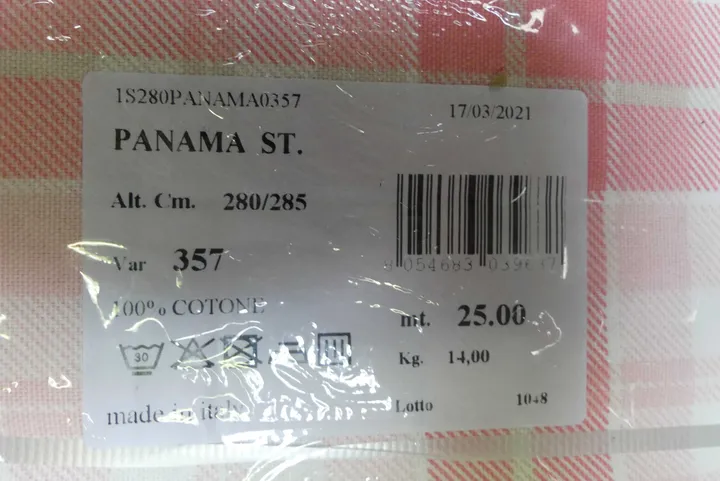 1S280PANAMA0357
17/03/2021
PANAMA ST.
Alt. Cm. 280/285
Var 357
100% COTONE
mt. 25.00
30
Kg. 14,00
made in italy
Lotto 1048